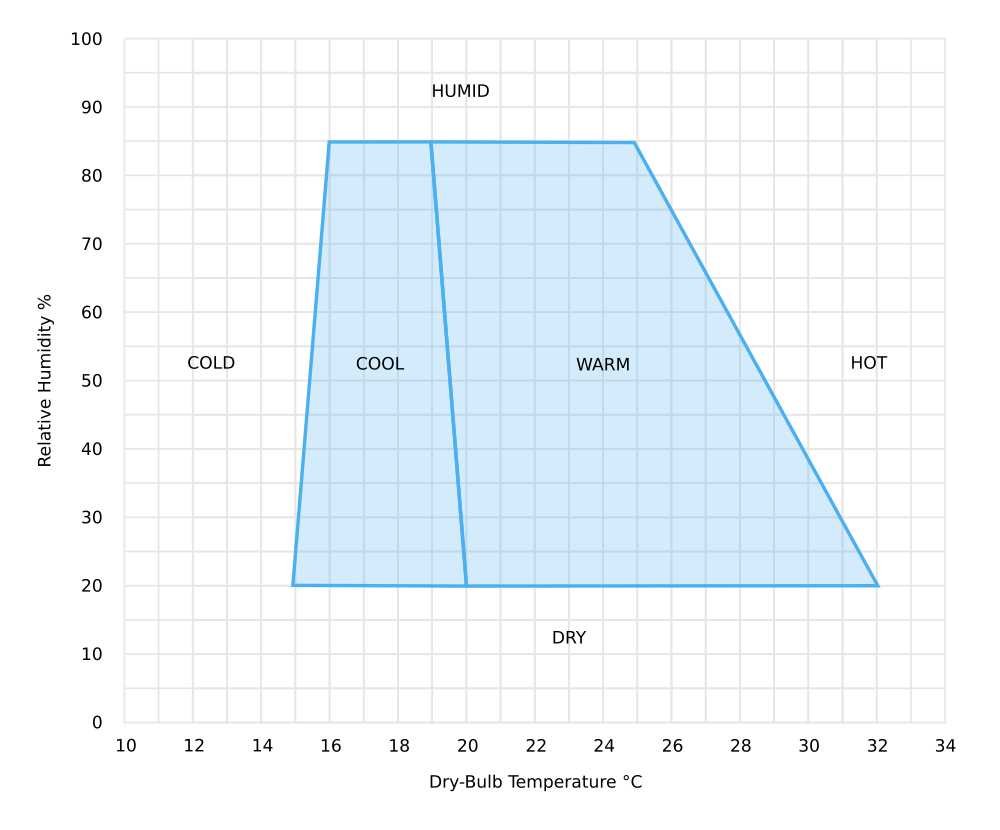 100
90
80
70
60
50
40
30
20
10
0
Relative Humidity %
HUMID
COLD
COOL
WARM
HOT
DRY
10 12 14 16 18 20 22 24 26 28 30 32 34
Dry-Bulb Temperature °C